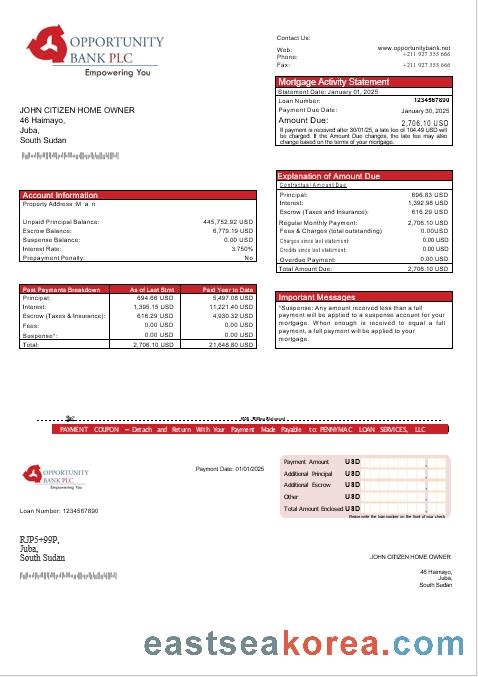 OPPORTUNITY
BANK PLC
Empowering You
Contact Us:
Web: www.opportunitybank.net
Phone: +211 927 555 666
Fax: +211 927 555 666
Mortgage Activity Statement
Statement Date: January 01, 2025
Loan Number: 1234567890
Payment Due Date: January 30, 2025
Amount Due: 2,706.10 USD
If payment is received after 30/01/25, a late fee of 104.49 USD will
be charged. If the Amount Due changes, the late fee may also
change based on the terms of your mortgage.
JOHN CITIZEN HOME OWNER
46 Haimayo,
Juba,
South Sudan
Explanation of Amount Due
Contractual Amount Due
Principal: 696.83 USD
Interest: 1,392.98 USD
Escrow (Taxes and Insurance): 616.29 USD
Regular Monthly Payment: 2,706.10 USD
Fees & Charges (total outstanding) 0.00USD
Charges since last statement: 0.00 USD
Credits since last statement: 0.00 USD
Overdue Payment: 0.00 USD
Total Amount Due: 2,706.10 USD
Account Information
Property Address :M a n
Unpaid Principal Balance: 445,752.92 USD
Escrow Balance: 6,779.19 USD
Suspense Balance: 0.00 USD
Interest Rate: 3.750%
Prepayment Penalty: No
Past Payments Breakdown As of Last Stmt Paid Year to Date
Principal: 694.66 USD 5,497.08 USD
Interest: 1,395.15 USD 11,221.40 USD
Escrow (Taxes & Insurance): 616.29 USD 4,930.32 USD
Fees: 0.00 USD 0.00 USD
Suspense*: 0.00 USD 0.00 USD
Total: 2,706.10 USD 21,648.80 USD
Important Messages
*Suspense: Any amount received less than a full
payment will be applied to a suspense account for your
mortgage. When enough is received to equal a full
payment, a full payment will be applied to your
mortgage.
PAYMENT COUPON – Detach and Return With Your Payment Made Payable to: PENNYMAC LOAN SERVICES, LLC
OPPORTUNITY
BANK PLC
Empowering You
Payment Date: 01/01/2025
Payment Amount USD
Additional Principal USD
Additional Escrow USD
Other USD
Total Amount Enclosed USD
Please write the loan number on the front of your check
Loan Number: 1234567890
RJP5+99P,
Juba,
South Sudan
JOHN CITIZEN HOME OWNER
46 Haimayo,
Juba,
South Sudan
eastseakorea.com